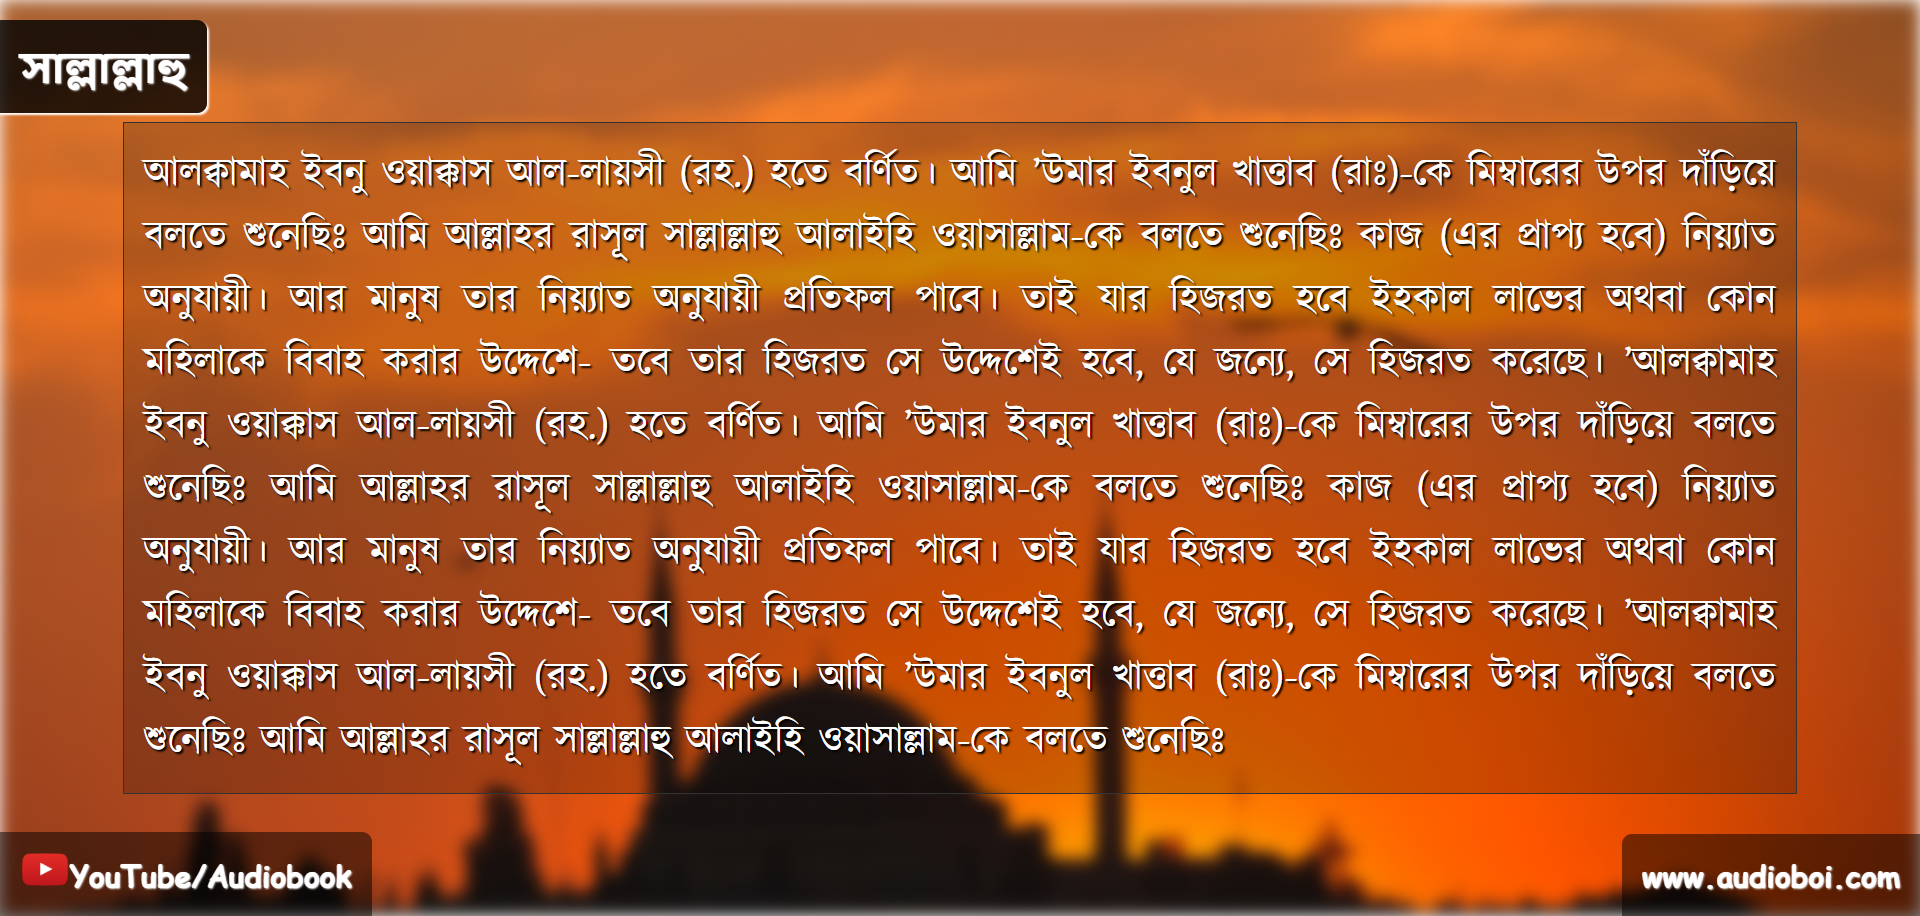 সাল্লাল্লাহু
আলক্বামাহ ইবনু ওয়াক্কাস আল-লায়সী (রহ.) হতে বর্ণিত। আমি ’উমার ইবনুল খাত্তাব (রাঃ)-কে মিম্বারের উপর দাঁড়িয়ে
বলতে শুনেছিঃ আমি আল্লাহর রাসূল সাল্লাল্লাহু আলাইহি ওয়াসাল্লাম-কে বলতে শুনেছিঃ কাজ (এর প্রাপ্য হবে) নিয়্যাত
অনুযায়ী। আর মানুষ তার নিয়্যাত অনুযায়ী প্রতিফল পাবে। তাই যার হিজরত হবে ইহকাল লাভের অথবা কোন
মহিলাকে বিবাহ করার উদ্দেশে- তবে তার হিজরত সে উদ্দেশেই হবে, যে জন্যে, সে হিজরত করেছে। ’আলক্বামাহ
ইবনু ওয়াক্কাস আল-লায়সী (রহ.) হতে বর্ণিত। আমি ’উমার ইবনুল খাত্তাব (রাঃ)-কে মিম্বারের উপর দাঁড়িয়ে বলতে
শুনেছিঃ আমি আল্লাহর রাসূল সাল্লাল্লাহু আলাইহি ওয়াসাল্লাম-কে বলতে শুনেছিঃ কাজ (এর প্রাপ্য হবে) নিয়্যাত
অনুযায়ী। আর মানুষ তার নিয়্যাত অনুযায়ী প্রতিফল পাবে। তাই যার হিজরত হবে ইহকাল লাভের অথবা কোন
মহিলাকে বিবাহ করার উদ্দেশে- তবে তার হিজরত সে উদ্দেশেই হবে, যে জন্যে, সে হিজরত করেছে। ’আলক্বামাহ
ইবনু ওয়াক্কাস আল-লায়সী (রহ.) হতে বর্ণিত। আমি ’উমার ইবনুল খাত্তাব (রাঃ)-কে মিম্বারের উপর দাঁড়িয়ে বলতে
শুনেছিঃ আমি আল্লাহর রাসূল সাল্লাল্লাহু আলাইহি ওয়াসাল্লাম-কে বলতে শুনেছিঃ
YouTube/Audiobook
www.audioboi.com